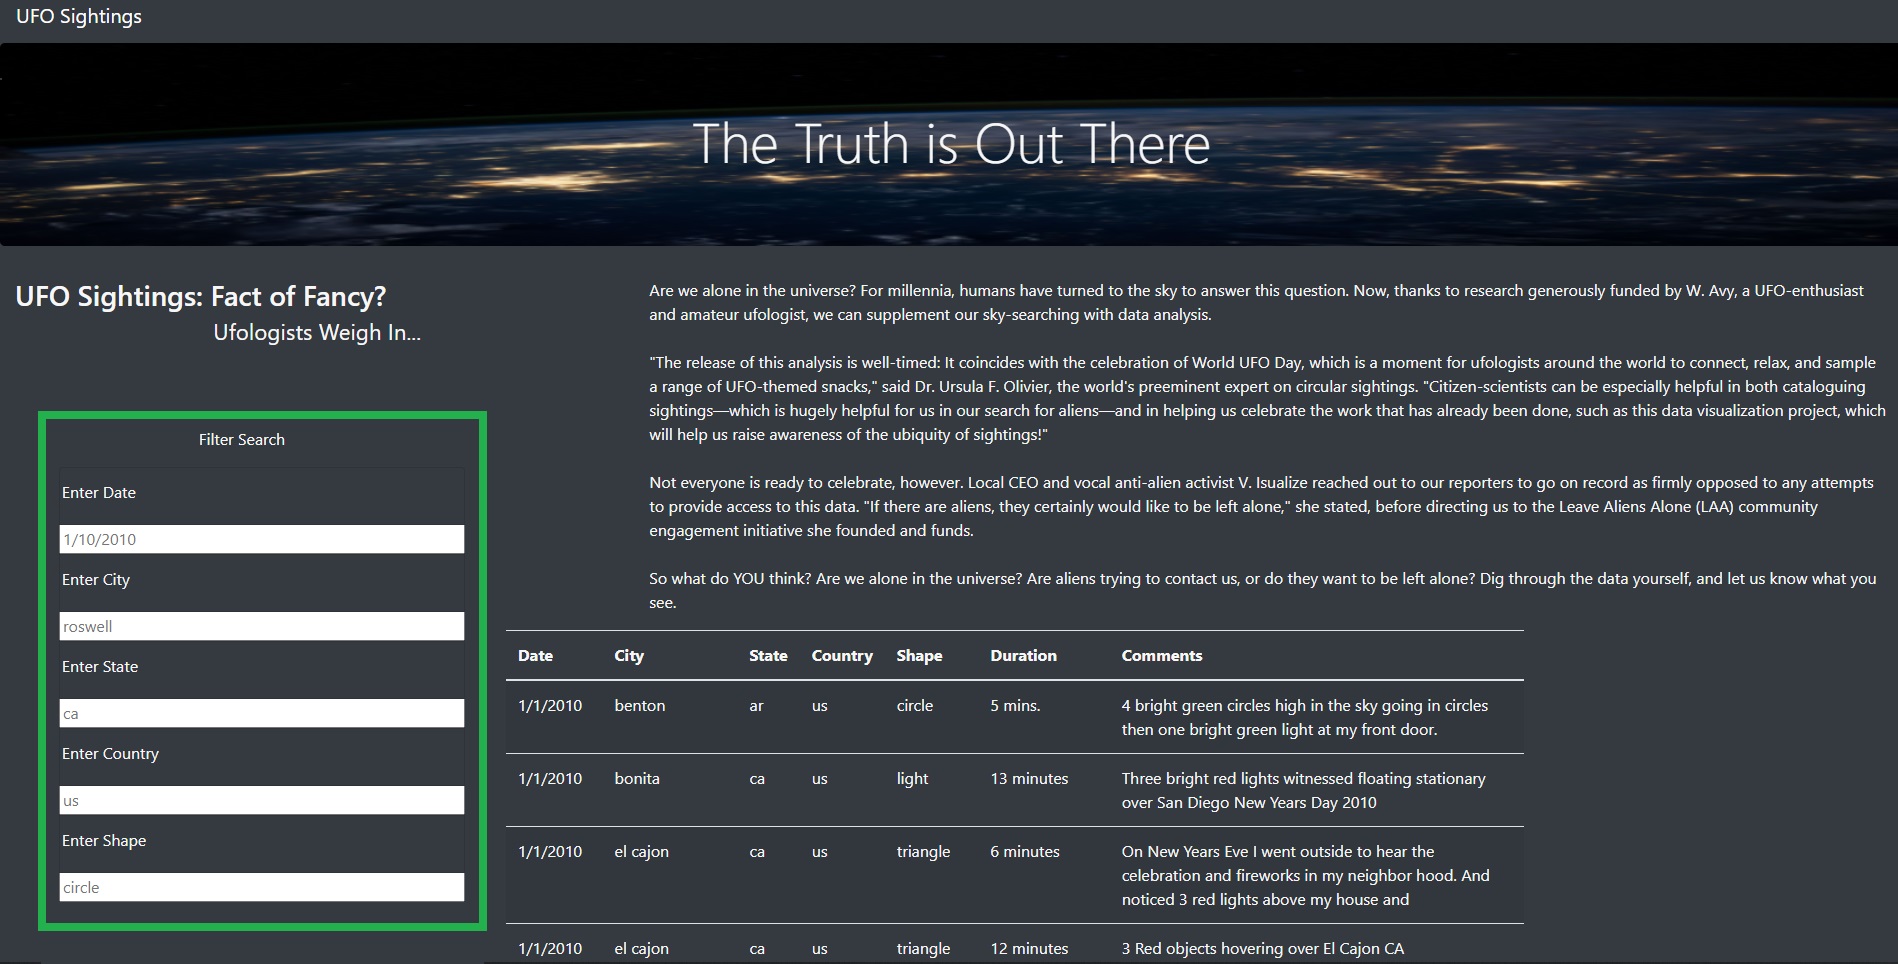 UFO Sightings
The Truth is Out There
UFO Sightings: Fact of Fancy?
Ufologists Weigh In...
Are we alone in the universe? For millennia, humans have turned to the sky to answer this question. Now, thanks to research generously funded by W. Avy, a UFO-enthusiast
and amateur ufologist, we can supplement our sky-searching with data analysis.
"The release of this analysis is well-timed: It coincides with the celebration of World UFO Day, which is a moment for ufologists around the world to connect, relax, and sample
a range of UFO-themed snacks," said Dr. Ursula F. Olivier, the world's preeminent expert on circular sightings. "Citizen-scientists can be especially helpful in both cataloguing
sightings—which is hugely helpful for us in our search for aliens—and in helping us celebrate the work that has already been done, such as this data visualization project, which
will help us raise awareness of the ubiquity of sightings!"
Not everyone is ready to celebrate, however. Local CEO and vocal anti-alien activist V. Isualize reached out to our reporters to go on record as firmly opposed to any attempts
to provide access to this data. "If there are aliens, they certainly would like to be left alone," she stated, before directing us to the Leave Aliens Alone (LAA) community
engagement initiative she founded and funds.
So what do YOU think? Are we alone in the universe? Are aliens trying to contact us, or do they want to be left alone? Dig through the data yourself, and let us know what you
see.
Filter Search
Enter Date
1/10/2010
Enter City
roswell
Enter State
ca
Enter Country
us
Enter Shape
circle
Date City State Country Shape Duration Comments
1/1/2010 benton ar us circle 5 mins. 4 bright green circles high in the sky going in circles
then one bright green light at my front door.
1/1/2010 bonita ca us light 13 minutes Three bright red lights witnessed floating stationary
over San Diego New Years Day 2010
1/1/2010 el cajon ca us triangle 6 minutes On New Years Eve I went outside to hear the
celebration and fireworks in my neighbor hood. And
noticed 3 red lights above my house and
1/1/2010 el cajon ca us triangle 12 minutes 3 Red objects hovering over El Cajon CA